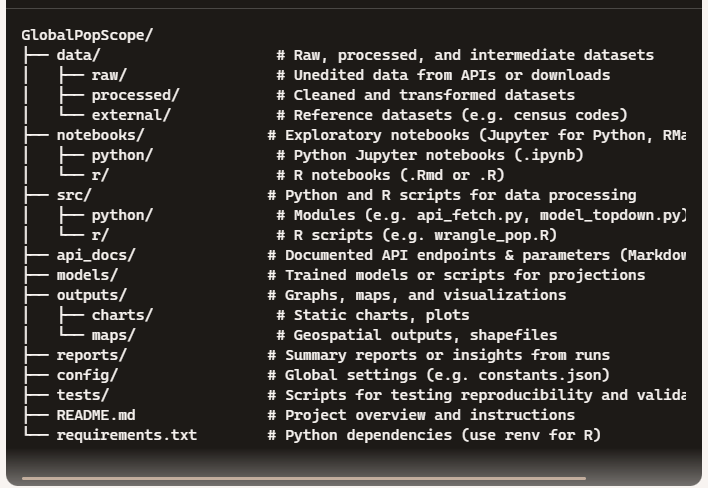 GlobalPopScope/
├── data/                    # Raw, processed, and intermediate datasets
│   ├── raw/                 # Unedited data from APIs or downloads
│   ├── processed/           # Cleaned and transformed datasets
│   └── external/            # Reference datasets (e.g. census codes)
├── notebooks/              # Exploratory notebooks (Jupyter for Python, RMa
│   ├── python/              # Python Jupyter notebooks (.ipynb)
│   └── r/                   # R notebooks (.Rmd or .R)
├── src/                    # Python and R scripts for data processing
│   ├── python/              # Modules (e.g. api_fetch.py, model_topdown.py)
│   └── r/                   # R scripts (e.g. wrangle_pop.R)
├── api_docs/               # Documented API endpoints & parameters (Markdow
├── models/                 # Trained models or scripts for projections
├── outputs/                # Graphs, maps, and visualizations
│   ├── charts/              # Static charts, plots
│   └── maps/                # Geospatial outputs, shapefiles
├── reports/                # Summary reports or insights from runs
├── config/                 # Global settings (e.g. constants.json)
├── tests/                  # Scripts for testing reproducibility and valida
├── README.md               # Project overview and instructions
└── requirements.txt        # Python dependencies (use renv for R)